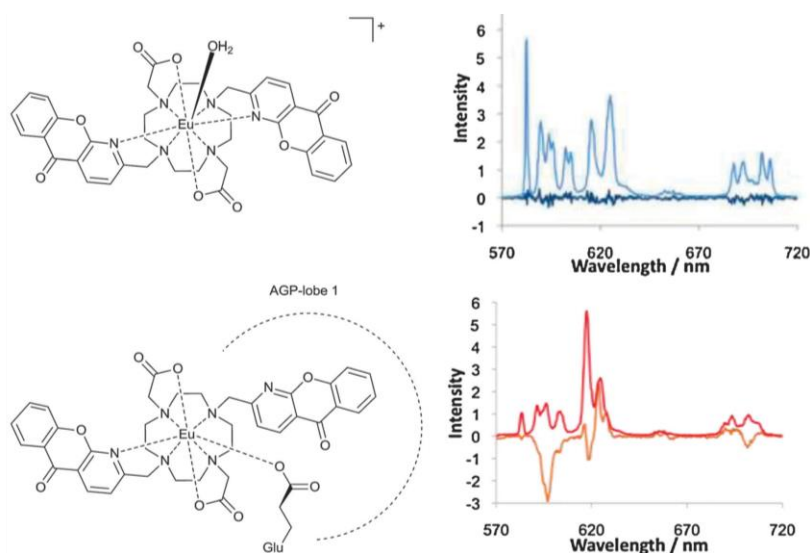 O
O
OH₂
+
N
N
N
N
Eu
N
O
O
O
N
O
O
O
O
Intensity
6
5
4
3
2
1
0
-1
570
620
670
720
Wavelength / nm
AGP-lobe 1
O
O
N
N
N
N
Eu
N
O
O
O
N
O
O
O
O
O
O
Glu
Intensity
6
5
4
3
2
1
0
-1
-2
-3
570
620
670
720
Wavelength / nm